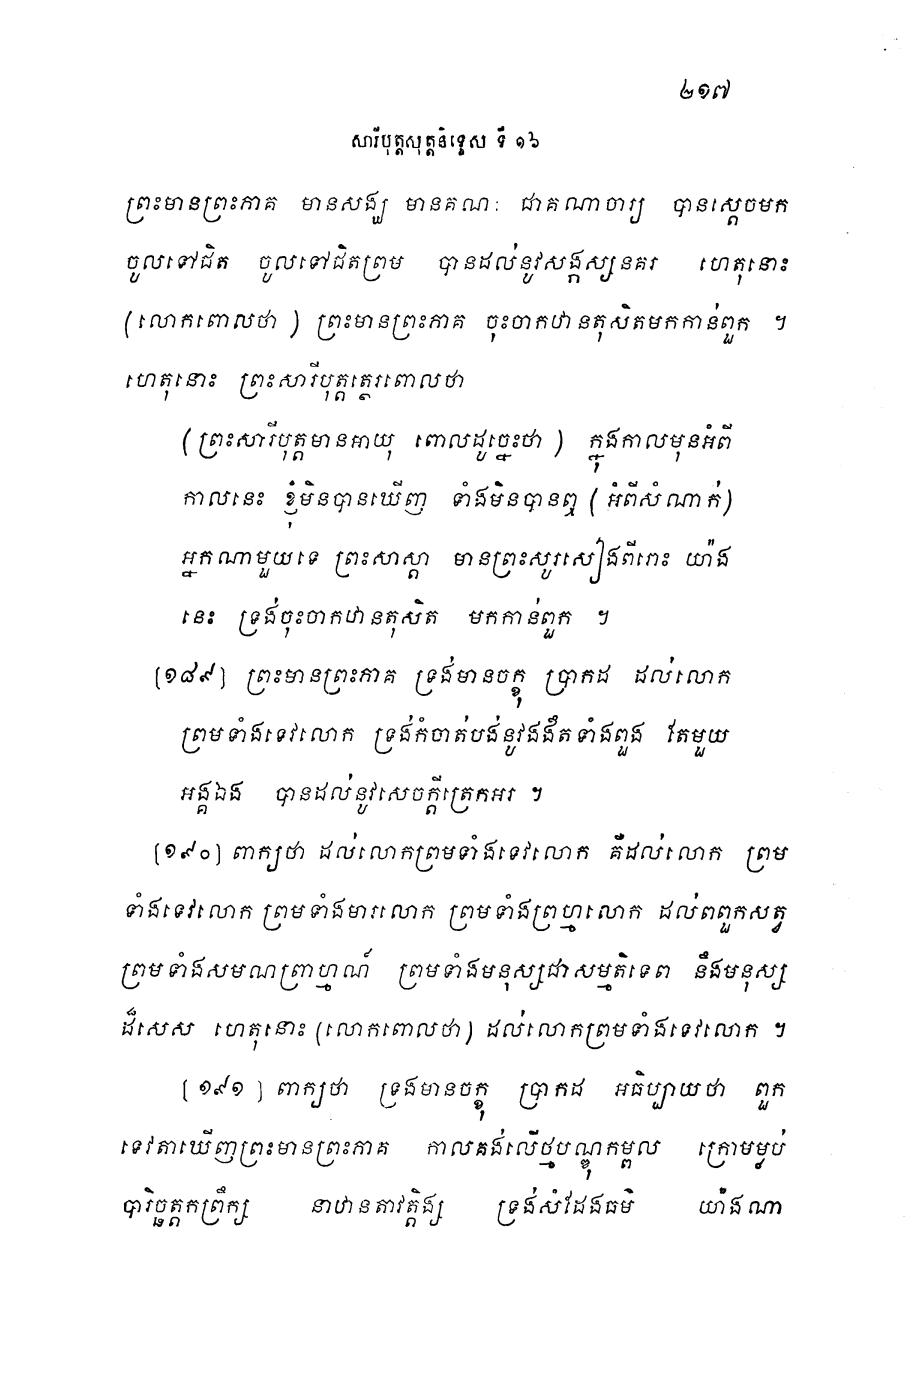 ២១៧
សារីបុត្តសុត្តនិទ្ទេស ទី ១៦
ព្រះមានព្រះភាគ មានសង្ឃ មានគណៈ ជាគណាចារ្យ បានស្តេចមក
ចូលទៅជិត ចូលទៅជិតព្រម បានដល់នូវសង្កស្សនគរ ហេតុនោះ
(លោកពោលថា) ព្រះមានព្រះភាគ ចុះចាកឋានតុសិតមកកាន់ពួក ។
ហេតុនោះ ព្រះសារីបុត្តត្ថេរពោលថា
(ព្រះសារីបុត្តមានអាយុ ពោលដូច្នេះថា) ក្នុងកាលមុនអំពី
កាលនេះ ខ្ញុំមិនបានឃើញ ទាំងមិនបានឮ (អំពីសំណាក់)
អ្នកណាមួយទេ ព្រះសាស្តា មានព្រះសូរសៀងពីរោះ យ៉ាង
នេះ ទ្រង់ចុះចាកឋានតុសិត មកកាន់ពួក ។
[១៨៩] ព្រះមានព្រះភាគ ទ្រង់មានចក្ខុ ប្រាកដ ដល់លោក
ព្រមទាំងទេវលោក ទ្រង់កំចាត់បង់នូវងងឹតទាំងពួង តែមួយ
អង្គឯង បានដល់នូវសេចក្តីត្រេកអរ ។
[១៩០] ពាក្យថា ដល់លោកព្រមទាំងទេវលោក គឺដល់លោក ព្រម
ទាំងទេវលោក ព្រមទាំងមារលោក ព្រមទាំងព្រហ្មលោក ដល់ពពួកសត្វ
ព្រមទាំងសមណព្រាហ្មណ៍ ព្រមទាំងមនុស្សជាសម្មតិទេព នឹងមនុស្ស
ដ៏សេស ហេតុនោះ (លោកពោលថា) ដល់លោកព្រមទាំងទេវលោក ។
[១៩១] ពាក្យថា ទ្រង់មានចក្ខុ ប្រាកដ អធិប្បាយថា ពួក
ទេវតាឃើញព្រះមានព្រះភាគ កាលគង់លើថ្មបណ្ឌុកម្ពល ក្រោមម្លប់
បារិច្ឆត្តកព្រឹក្ស នាឋានតាវត្តិង្ស ទ្រង់សំដែងធម៌ យ៉ាងណា